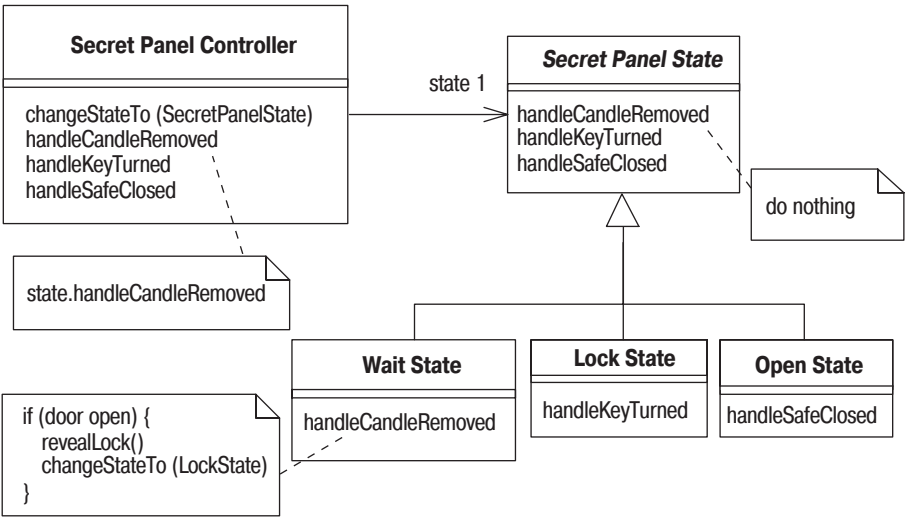 Secret Panel Controller
changeStateTo (SecretPanelState)
handleCandleRemoved
handleKeyTurned
handleSafeClosed
state.handleCandleRemoved
state 1
Secret Panel State
handleCandleRemoved
handleKeyTurned
handleSafeClosed
do nothing
Wait State
handleCandleRemoved
Lock State
handleKeyTurned
Open State
handleSafeClosed
if (door open) {
revealLock()
changeStateTo (LockState)
}